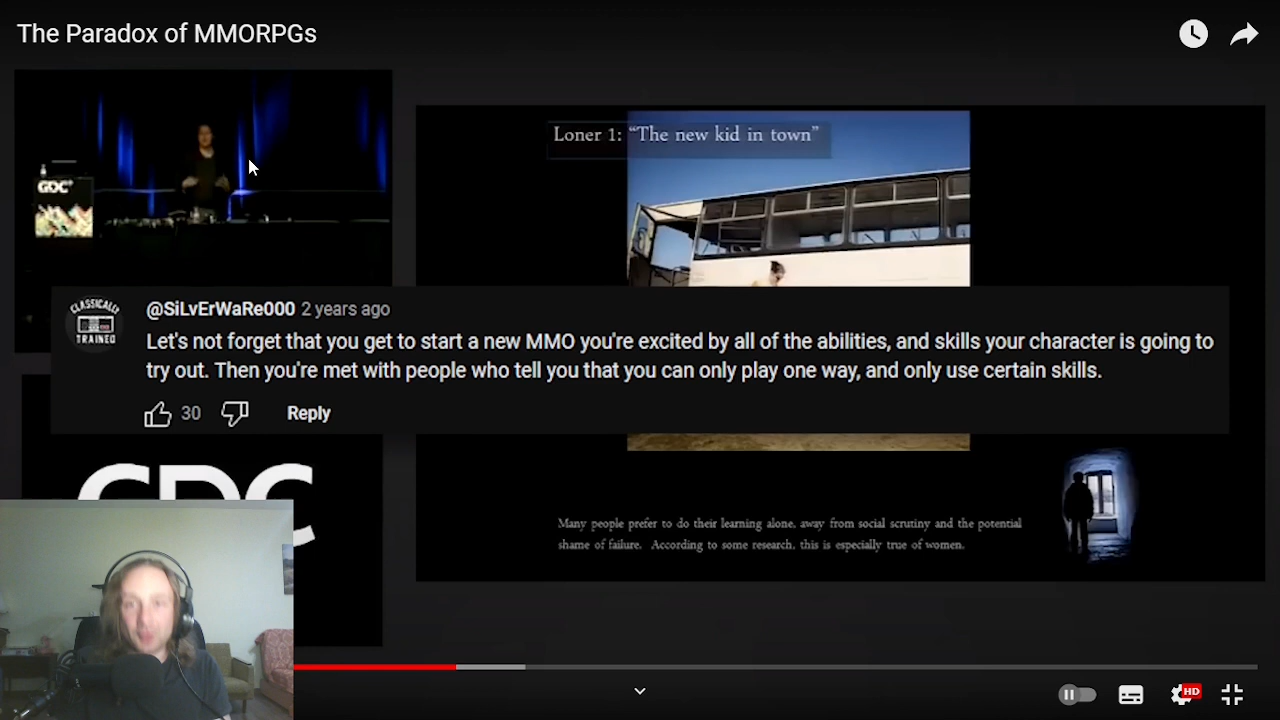 The Paradox of MMORPGs
GDC
Loner 1: “The new kid in town”
CLASSICALLY
TRAINED
@SiLvErWaRe000 2 years ago
Let's not forget that you get to start a new MMO you're excited by all of the abilities, and skills your character is going to
try out. Then you're met with people who tell you that you can only play one way, and only use certain skills.
30
Reply
GDC
Many people prefer to do their learning alone, away from social scrutiny and the potential
shame of failure. According to some research, this is especially true of women.
HD